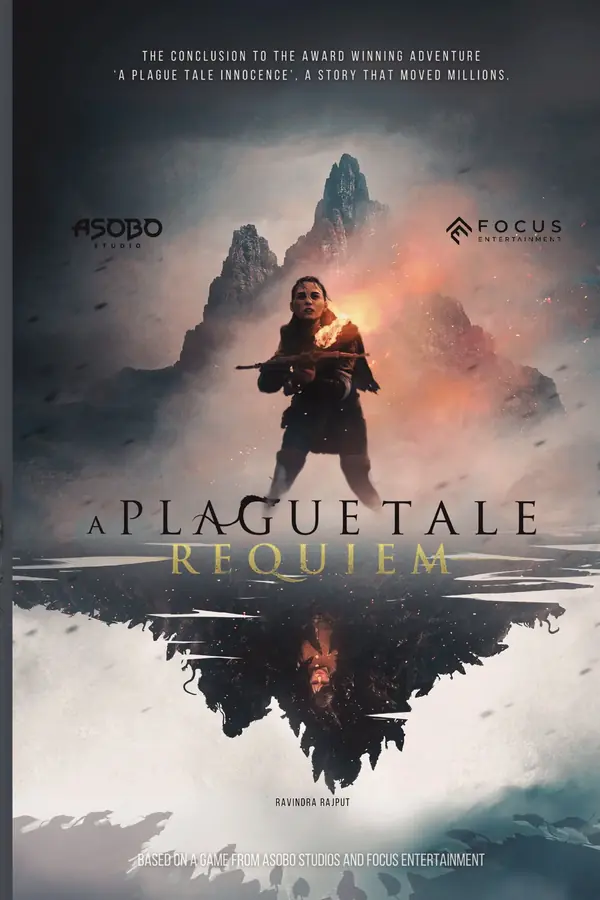 THE CONCLUSION TO THE AWARD WINNING ADVENTURE
'A PLAGUE TALE INNOCENCE', A STORY THAT MOVED MILLIONS.
ASOBO
STUDIO
FOCUS
ENTERTAINMENT
A PLAGUE TALE
REQUIEM
RAVINDRA RAJPUT
BASED ON A GAME FROM ASOBO STUDIOS AND FOCUS ENTERTAINMENT